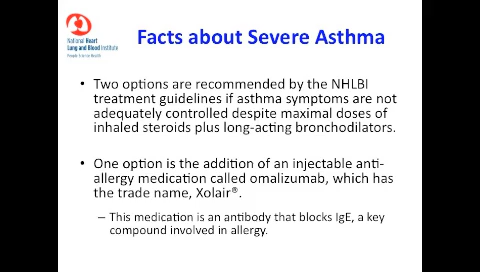 Facts about Severe Asthma
National Heart
Lung and Blood Institute
People Science Health
• Two options are recommended by the NHLBI
treatment guidelines if asthma symptoms are not
adequately controlled despite maximal doses of
inhaled steroids plus long-acting bronchodilators.
• One option is the addition of an injectable anti-
allergy medication called omalizumab, which has
the trade name, Xolair®.
– This medication is an antibody that blocks IgE, a key
compound involved in allergy.